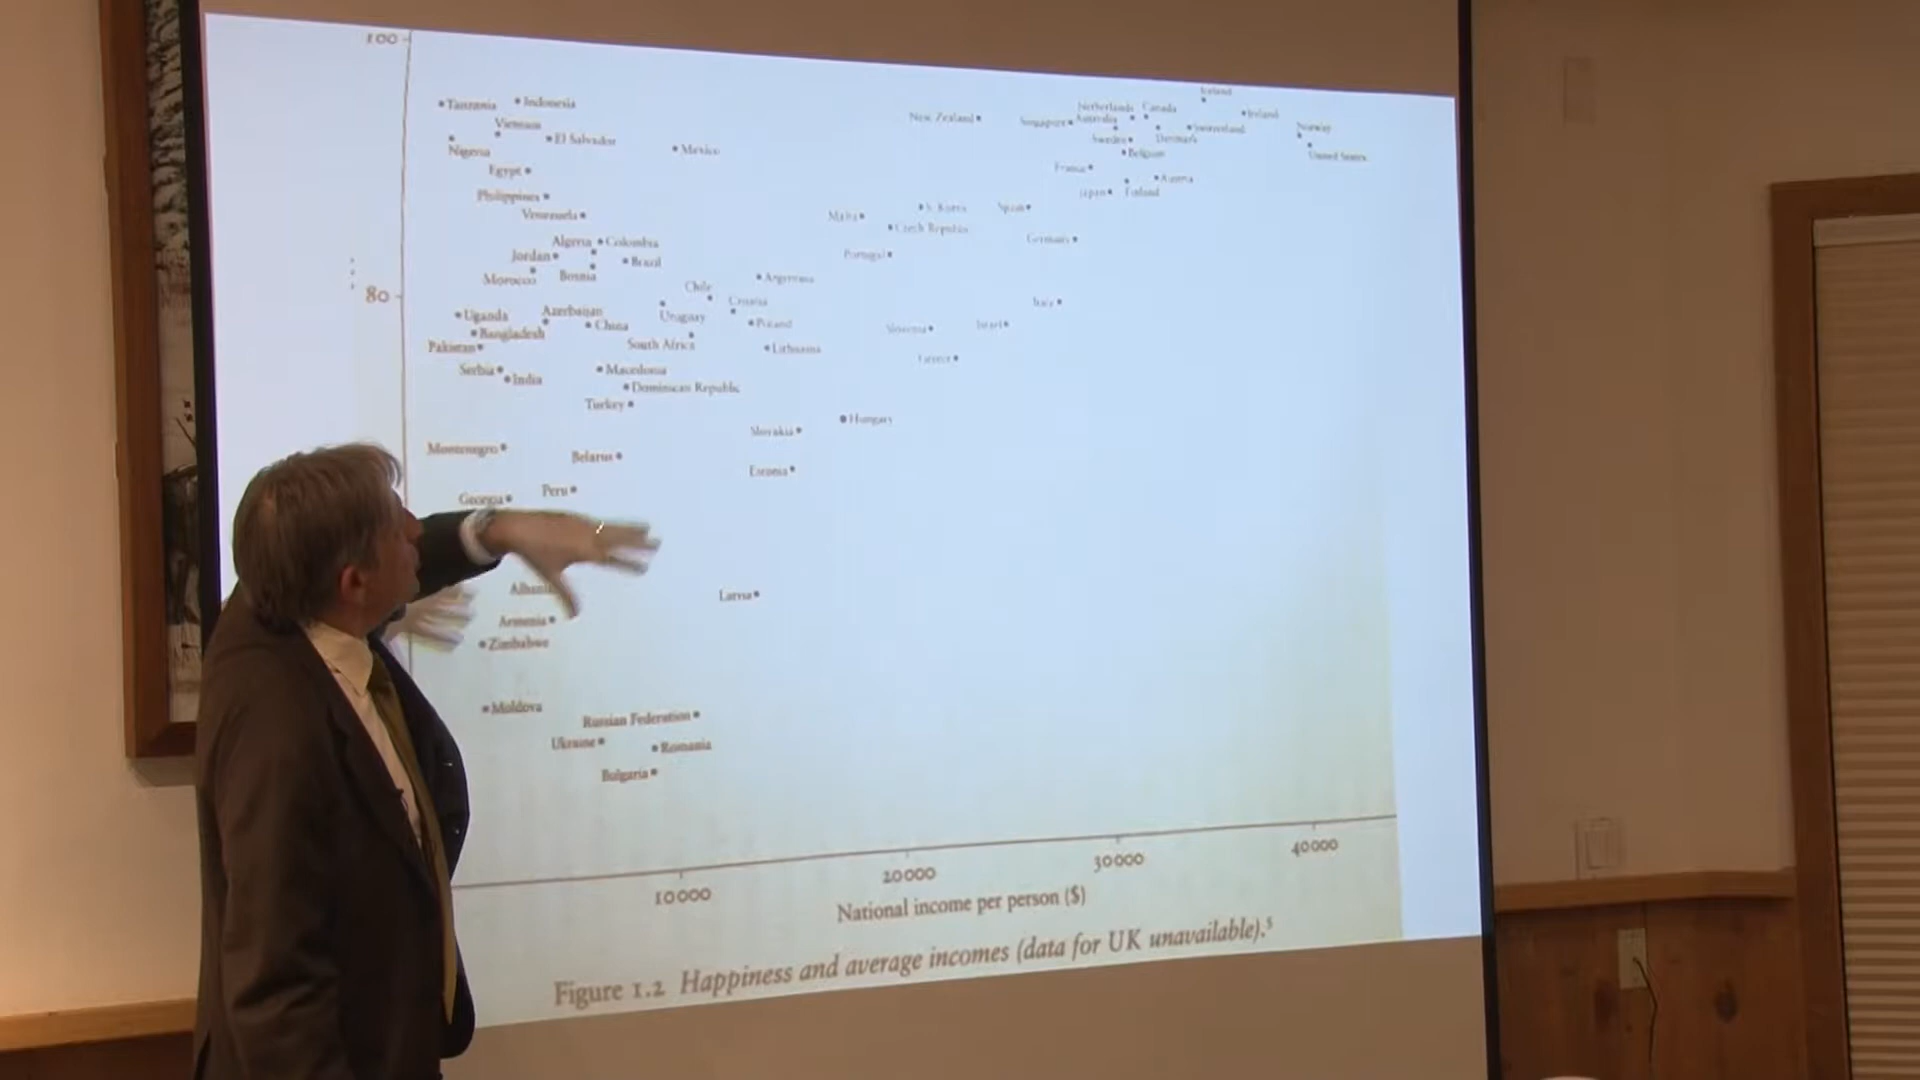 100
Iceland
Tanzania
Indonesia
Netherlands
Canada
Ireland
New Zealand
Singapore
Australia
Vietnam
Switzerland
Norway
El Salvador
Sweden
Denmark
Nigeria
Mexico
Belgium
United States
Egypt
France
Austria
Philippines
Japan
Finland
Venezuela
Malta
S. Korea
Spain
Czech Republic
Algeria
Colombia
Germany
Jordan
Brazil
Portugal
Morocco
Bosnia
Argentina
80
Chile
Croatia
Italy
Uganda
Azerbaijan
China
Uruguay
Poland
Slovenia
Israel
Bangladesh
Pakistan
South Africa
Lithuania
Greece
Serbia
India
Macedonia
Dominican Republic
Turkey
Hungary
Slovakia
Montenegro
Belarus
Estonia
Georgia
Peru
Latvia
Armenia
Zimbabwe
Moldova
Russian Federation
Ukraine
Romania
Bulgaria
10000
20000
30000
40000
National income per person ($)
Figure 1.2 Happiness and average incomes (data for UK unavailable).5